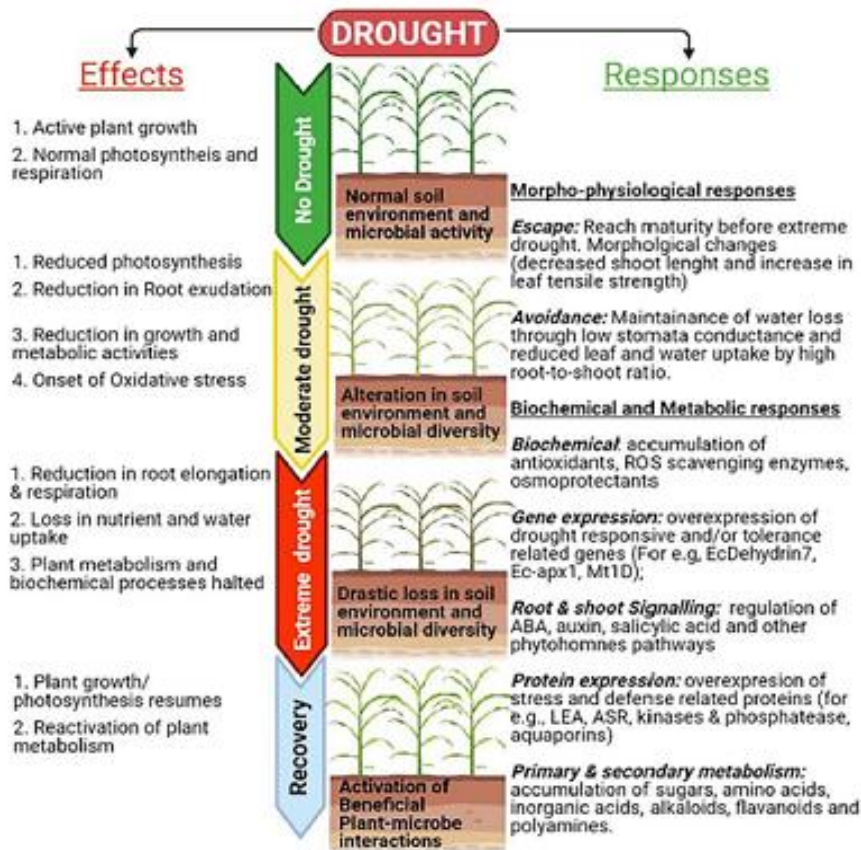 DROUGHT
Effects
1. Active plant growth
2. Normal photosyntheis and
respiration
1. Reduced photosynthesis
2. Reduction in Root exudation
3. Reduction in growth and
metabolic activities
4. Onset of Oxidative stress
1. Reduction in root elongation
& respiration
2. Loss in nutrient and water
uptake
3. Plant metabolism and
biochemical processes halted
1. Plant growth/
photosynthesis resumes
2. Reactivation of plant
metabolism
No Drought
Moderate drought
Extreme drought
Recovery
Normal soil
environment and
microbial activity
Alteration in soil
environment and
microbial diversity
Drastic loss in soil
environment and
microbial diversity
Activation of
Beneficial
Plant-microbe
interactions
Responses
Morpho-physiological responses
Escape: Reach maturity before extreme
drought. Morpholgical changes
(decreased shoot lenght and increase in
leaf tensile strength)
Avoidance: Maintainance of water loss
through low stomata conductance and
reduced leaf and water uptake by high
root-to-shoot ratio.
Biochemical and Metabolic responses
Biochemical: accumulation of
antioxidants, ROS scavenging enzymes,
osmoprotectants
Gene expression: overexpression of
drought responsive and/or tolerance
related genes (For e.g, EcDehydrin7,
Ec-apx1, Mt1D);
Root & shoot Signalling: regulation of
ABA, auxin, salicylic acid and other
phytohomnes pathways
Protein expression: overexpresion of
stress and defense related proteins (for
e.g., LEA, ASR, kinases & phosphatease,
aquaporins)
Primary & secondary metabolism:
accumulation of sugars, amino acids,
inorganic acids, alkaloids, flavanoids and
polyamines.